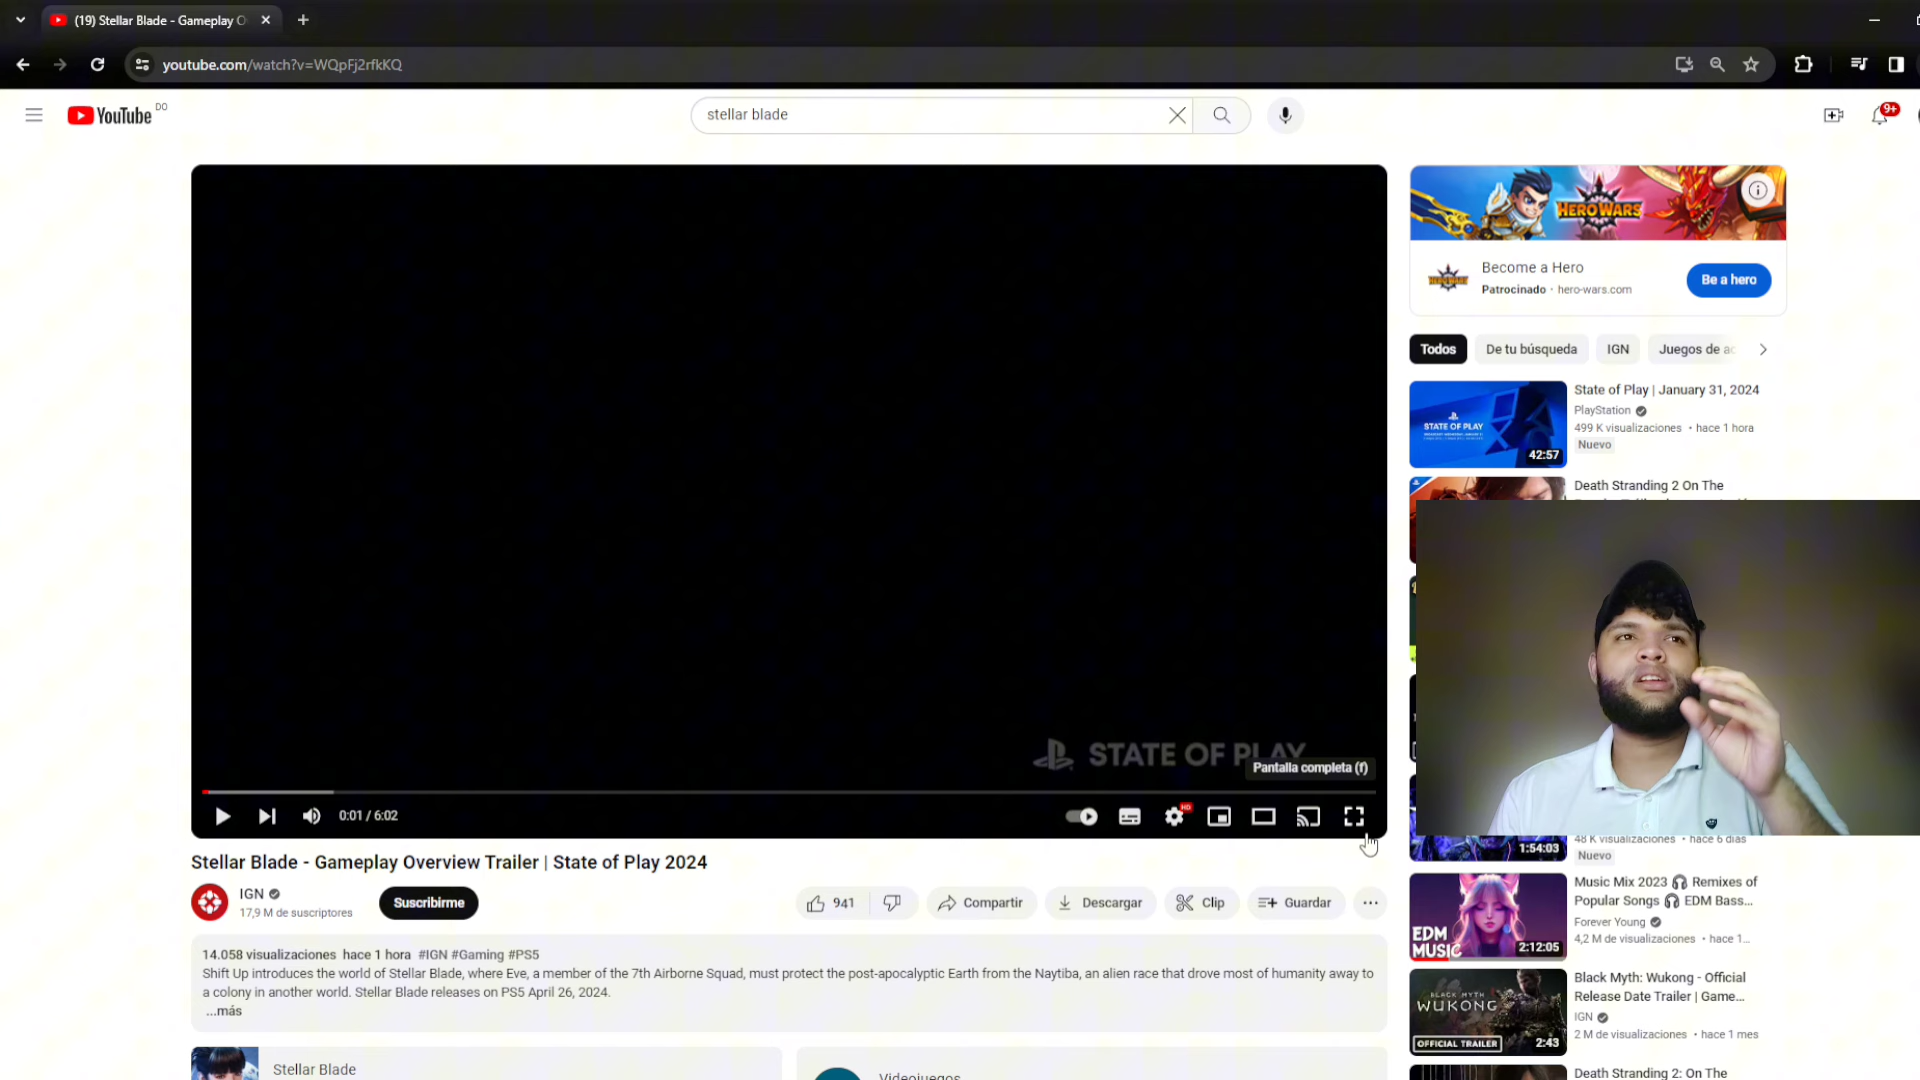 (19) Stellar Blade - Gameplay O
youtube.com/watch?v=WQpFj2rfkKQ
YouTube DO
stellar blade
9+
HERO WARS
Become a Hero
Patrocinado · hero-wars.com
Be a hero
Todos
De tu búsqueda
IGN
Juegos de ac
STATE OF PLAY
42:57
State of Play | January 31, 2024
PlayStation
499 K visualizaciones • hace 1 hora
Nuevo
Death Stranding 2 On The
STATE OF PLAY
Pantalla completa (f)
0:01 / 6:02
HD
1:54:03
48 K visualizaciones • hace 6 días
Nuevo
Stellar Blade - Gameplay Overview Trailer | State of Play 2024
IGN
17,9 M de suscriptores
Suscribirme
941
Compartir
Descargar
Clip
Guardar
14.058 visualizaciones hace 1 hora #IGN #Gaming #PS5
Shift Up introduces the world of Stellar Blade, where Eve, a member of the 7th Airborne Squad, must protect the post-apocalyptic Earth from the Naytiba, an alien race that drove most of humanity away to
a colony in another world. Stellar Blade releases on PS5 April 26, 2024.
...más
EDM
MUSIC
2:12:05
Music Mix 2023 🎧 Remixes of
Popular Songs 🎧 EDM Bass...
Forever Young
4,2 M de visualizaciones • hace 1...
BLACK MYTH
WUKONG
OFFICIAL TRAILER
2:43
Black Myth: Wukong - Official
Release Date Trailer | Game...
IGN
2 M de visualizaciones • hace 1 mes
Stellar Blade
Videojuegos
Death Stranding 2: On The